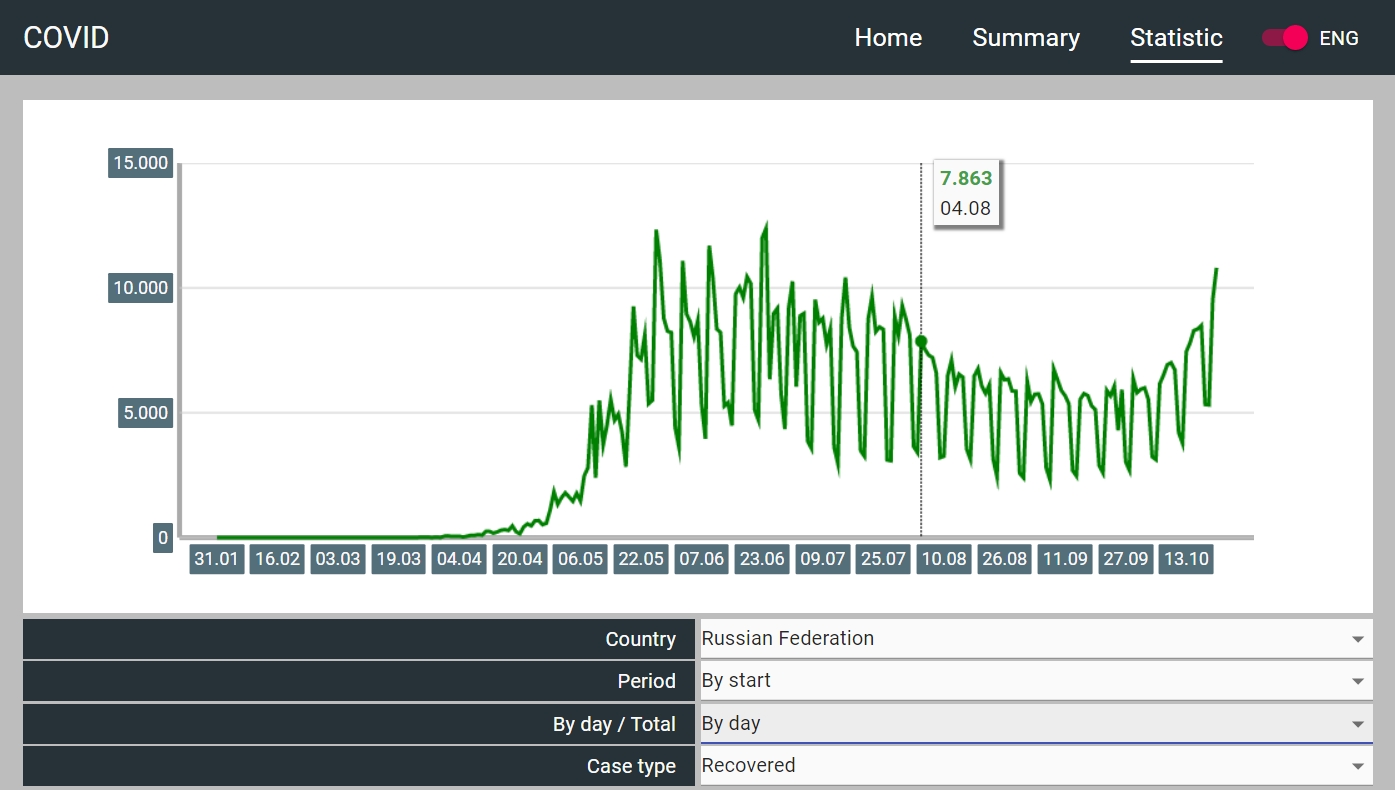 COVID
Home Summary Statistic ENG
15.000
7.863
04.08
10.000
5.000
0
31.01 16.02 03.03 19.03 04.04 20.04 06.05 22.05 07.06 23.06 09.07 25.07 10.08 26.08 11.09 27.09 13.10
Country Russian Federation
Period By start
By day / Total By day
Case type Recovered